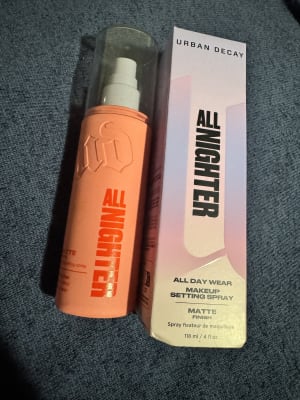 URBAN DECAY
ALL
NIGHTER
ALL DAY WEAR
MAKEUP
SETTING SPRAY
MATTE
FINISH
Spray fixateur de maquillage
118 ml / 4 fl oz
UD
ALL
NIGHTER